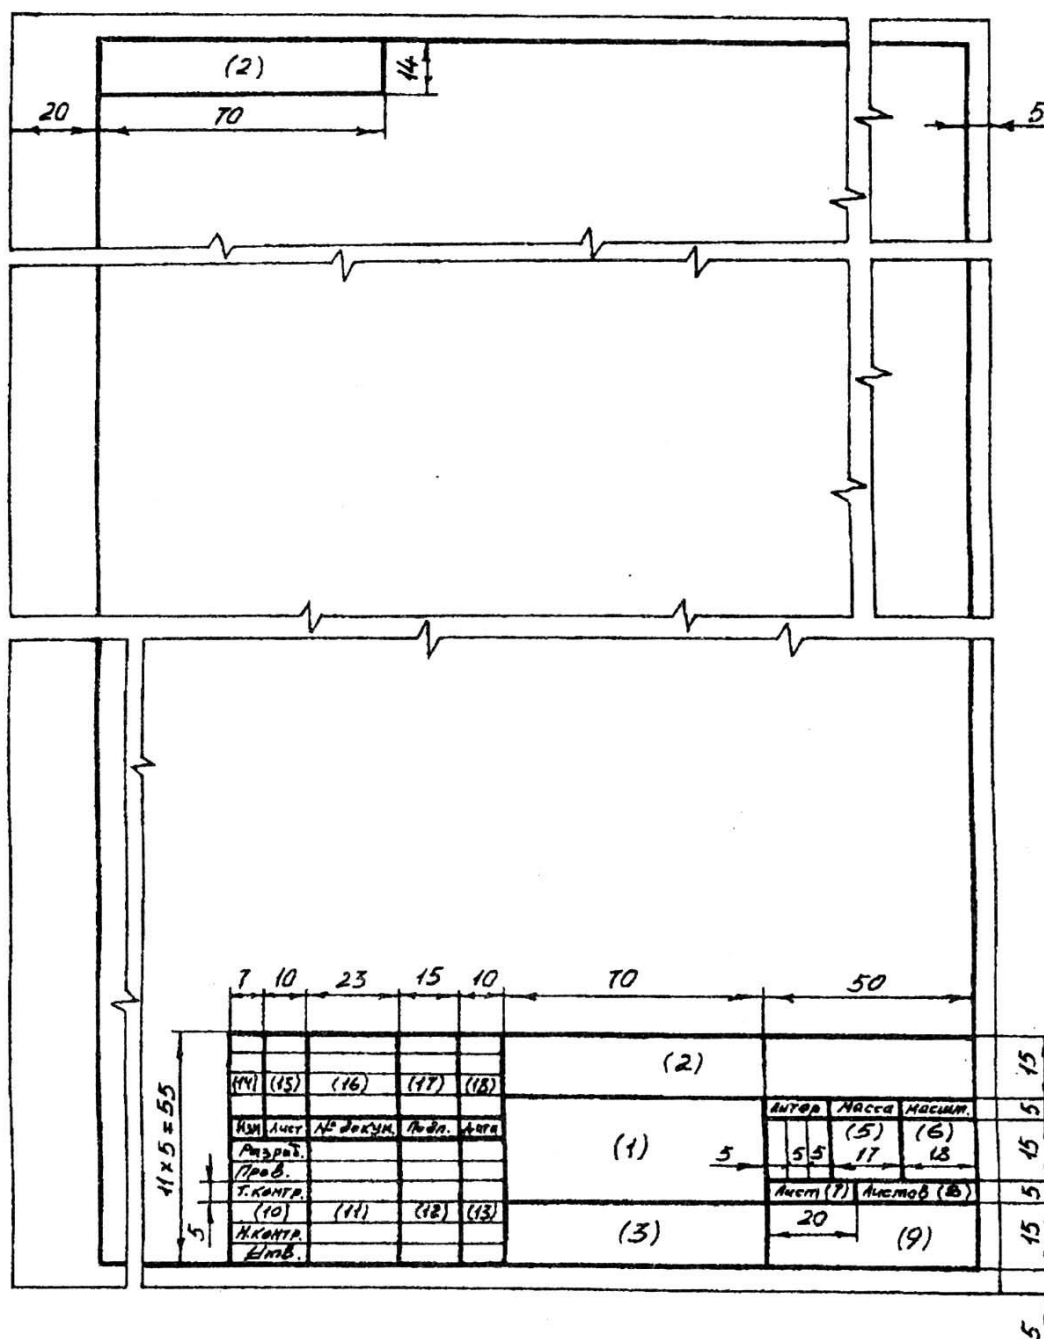 (2)
14
20
70
5
7 10 23 15 10 70 50
(2)
15
(14) (15) (16) (17) (18)
11x5=55
Литер Масса Масшт.
5
Изм Лист № докум. Подп. Дата
(1)
(5) (6)
Разраб.
5 5 5 17 18
15
Пров.
Т.контр.
Лист (7) Листов (8)
5
(10) (11) (12) (13)
20
5
(3)
(9)
15
Н.контр.
Утв.
5